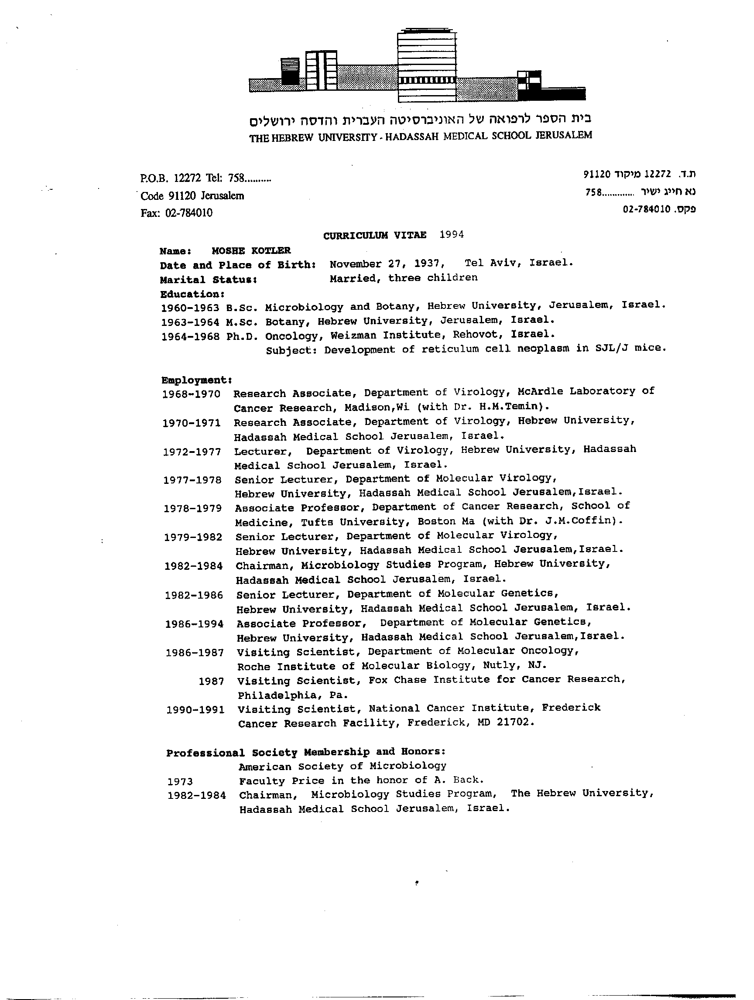 בית הספר לרפואה של האוניברסיטה העברית והדסה ירושלים
THE HEBREW UNIVERSITY - HADASSAH MEDICAL SCHOOL JERUSALEM
P.O.B. 12272 Tel: 758..........
Code 91120 Jerusalem
Fax: 02-784010
ת.ד. 12272 מיקוד 91120
נא חייג ישיר ............758
פקס. 02-784010
CURRICULUM VITAE 1994
Name: MOSHE KOTLER
Date and Place of Birth: November 27, 1937, Tel Aviv, Israel.
Marital Status: Married, three children
Education:
1960-1963 B.Sc. Microbiology and Botany, Hebrew University, Jerusalem, Israel.
1963-1964 M.Sc. Botany, Hebrew University, Jerusalem, Israel.
1964-1968 Ph.D. Oncology, Weizman Institute, Rehovot, Israel.
Subject: Development of reticulum cell neoplasm in SJL/J mice.
Employment:
1968-1970 Research Associate, Department of Virology, McArdle Laboratory of
Cancer Research, Madison,Wi (with Dr. H.M.Temin).
1970-1971 Research Associate, Department of Virology, Hebrew University,
Hadassah Medical School Jerusalem, Israel.
1972-1977 Lecturer, Department of Virology, Hebrew University, Hadassah
Medical School Jerusalem, Israel.
1977-1978 Senior Lecturer, Department of Molecular Virology,
Hebrew University, Hadassah Medical School Jerusalem,Israel.
1978-1979 Associate Professor, Department of Cancer Research, School of
Medicine, Tufts University, Boston Ma (with Dr. J.M.Coffin).
1979-1982 Senior Lecturer, Department of Molecular Virology,
Hebrew University, Hadassah Medical School Jerusalem,Israel.
1982-1984 Chairman, Microbiology Studies Program, Hebrew University,
Hadassah Medical School Jerusalem, Israel.
1982-1986 Senior Lecturer, Department of Molecular Genetics,
Hebrew University, Hadassah Medical School Jerusalem, Israel.
1986-1994 Associate Professor, Department of Molecular Genetics,
Hebrew University, Hadassah Medical School Jerusalem,Israel.
1986-1987 Visiting Scientist, Department of Molecular Oncology,
Roche Institute of Molecular Biology, Nutly, NJ.
1987 Visiting Scientist, Fox Chase Institute for Cancer Research,
Philadelphia, Pa.
1990-1991 Visiting Scientist, National Cancer Institute, Frederick
Cancer Research Facility, Frederick, MD 21702.
Professional Society Membership and Honors:
American Society of Microbiology
1973 Faculty Price in the honor of A. Back.
1982-1984 Chairman, Microbiology Studies Program, The Hebrew University,
Hadassah Medical School Jerusalem, Israel.